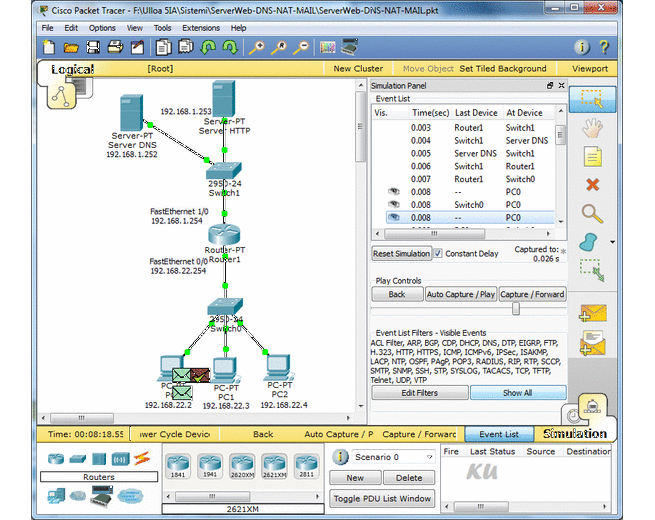 Cisco Packet Tracer - F:\Ulloa 5IA\Sistemi\ServerWeb-DNS-NAT-MAIL\ServerWeb-DNS-NAT-MAIL.pkt
File Edit Options View Tools Extensions Help
Logical [Root] New Cluster Move Object Set Tiled Background Viewport
192.168.1.253
Server-PT
Server HTTP
Server-PT
Server DNS
192.168.1.252
2950-24
Switch1
FastEthernet 1/0
192.168.1.254
Router-PT
Router1
FastEthernet 0/0
192.168.22.254
2950-24
Switch0
192.168.22.2
PC-PT
PC1
192.168.22.3
PC-PT
PC2
192.168.22.4
Simulation Panel
Event List
Vis. Time(sec) Last Device At Device
0.003 Router1 Switch1
0.004 Switch1 Server DNS
0.005 Server DNS Switch1
0.006 Switch1 Router1
0.007 Router1 Switch0
0.008 -- PC0
0.008 Switch0 PC0
0.008 -- PC0
Reset Simulation Constant Delay Captured to: *
0.026 s
Play Controls
Back Auto Capture / Play Capture / Forward
Event List Filters - Visible Events
ACL Filter, ARP, BGP, CDP, DHCP, DNS, DTP, EIGRP, FTP,
H.323, HTTP, HTTPS, ICMP, ICMPv6, IPSec, ISAKMP,
LACP, NTP, OSPF, PAgP, POP3, RADIUS, RIP, RTP, SCCP,
SMTP, SNMP, SSH, STP, SYSLOG, TACACS, TCP, TFTP,
Telnet, UDP, VTP
Edit Filters Show All
Time: 00:08:18.55 ower Cycle Device Back Auto Capture / P Capture / Forward Event List Simulation
Routers
1841 1941 2620XM 2621XM 2811
2621XM
Scenario 0
New Delete
Toggle PDU List Window
Fire Last Status Source Destination